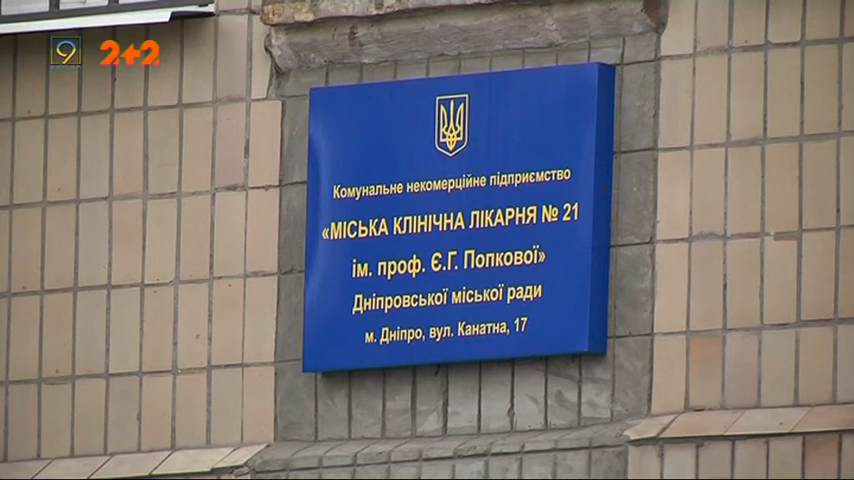 9 2+2
Комунальне некомерційне підприємство
«МІСЬКА КЛІНІЧНА ЛІКАРНЯ № 21
ім. проф. Є.Г. Попкової»
Дніпровської міської ради
м. Дніпро, вул. Канатна, 17